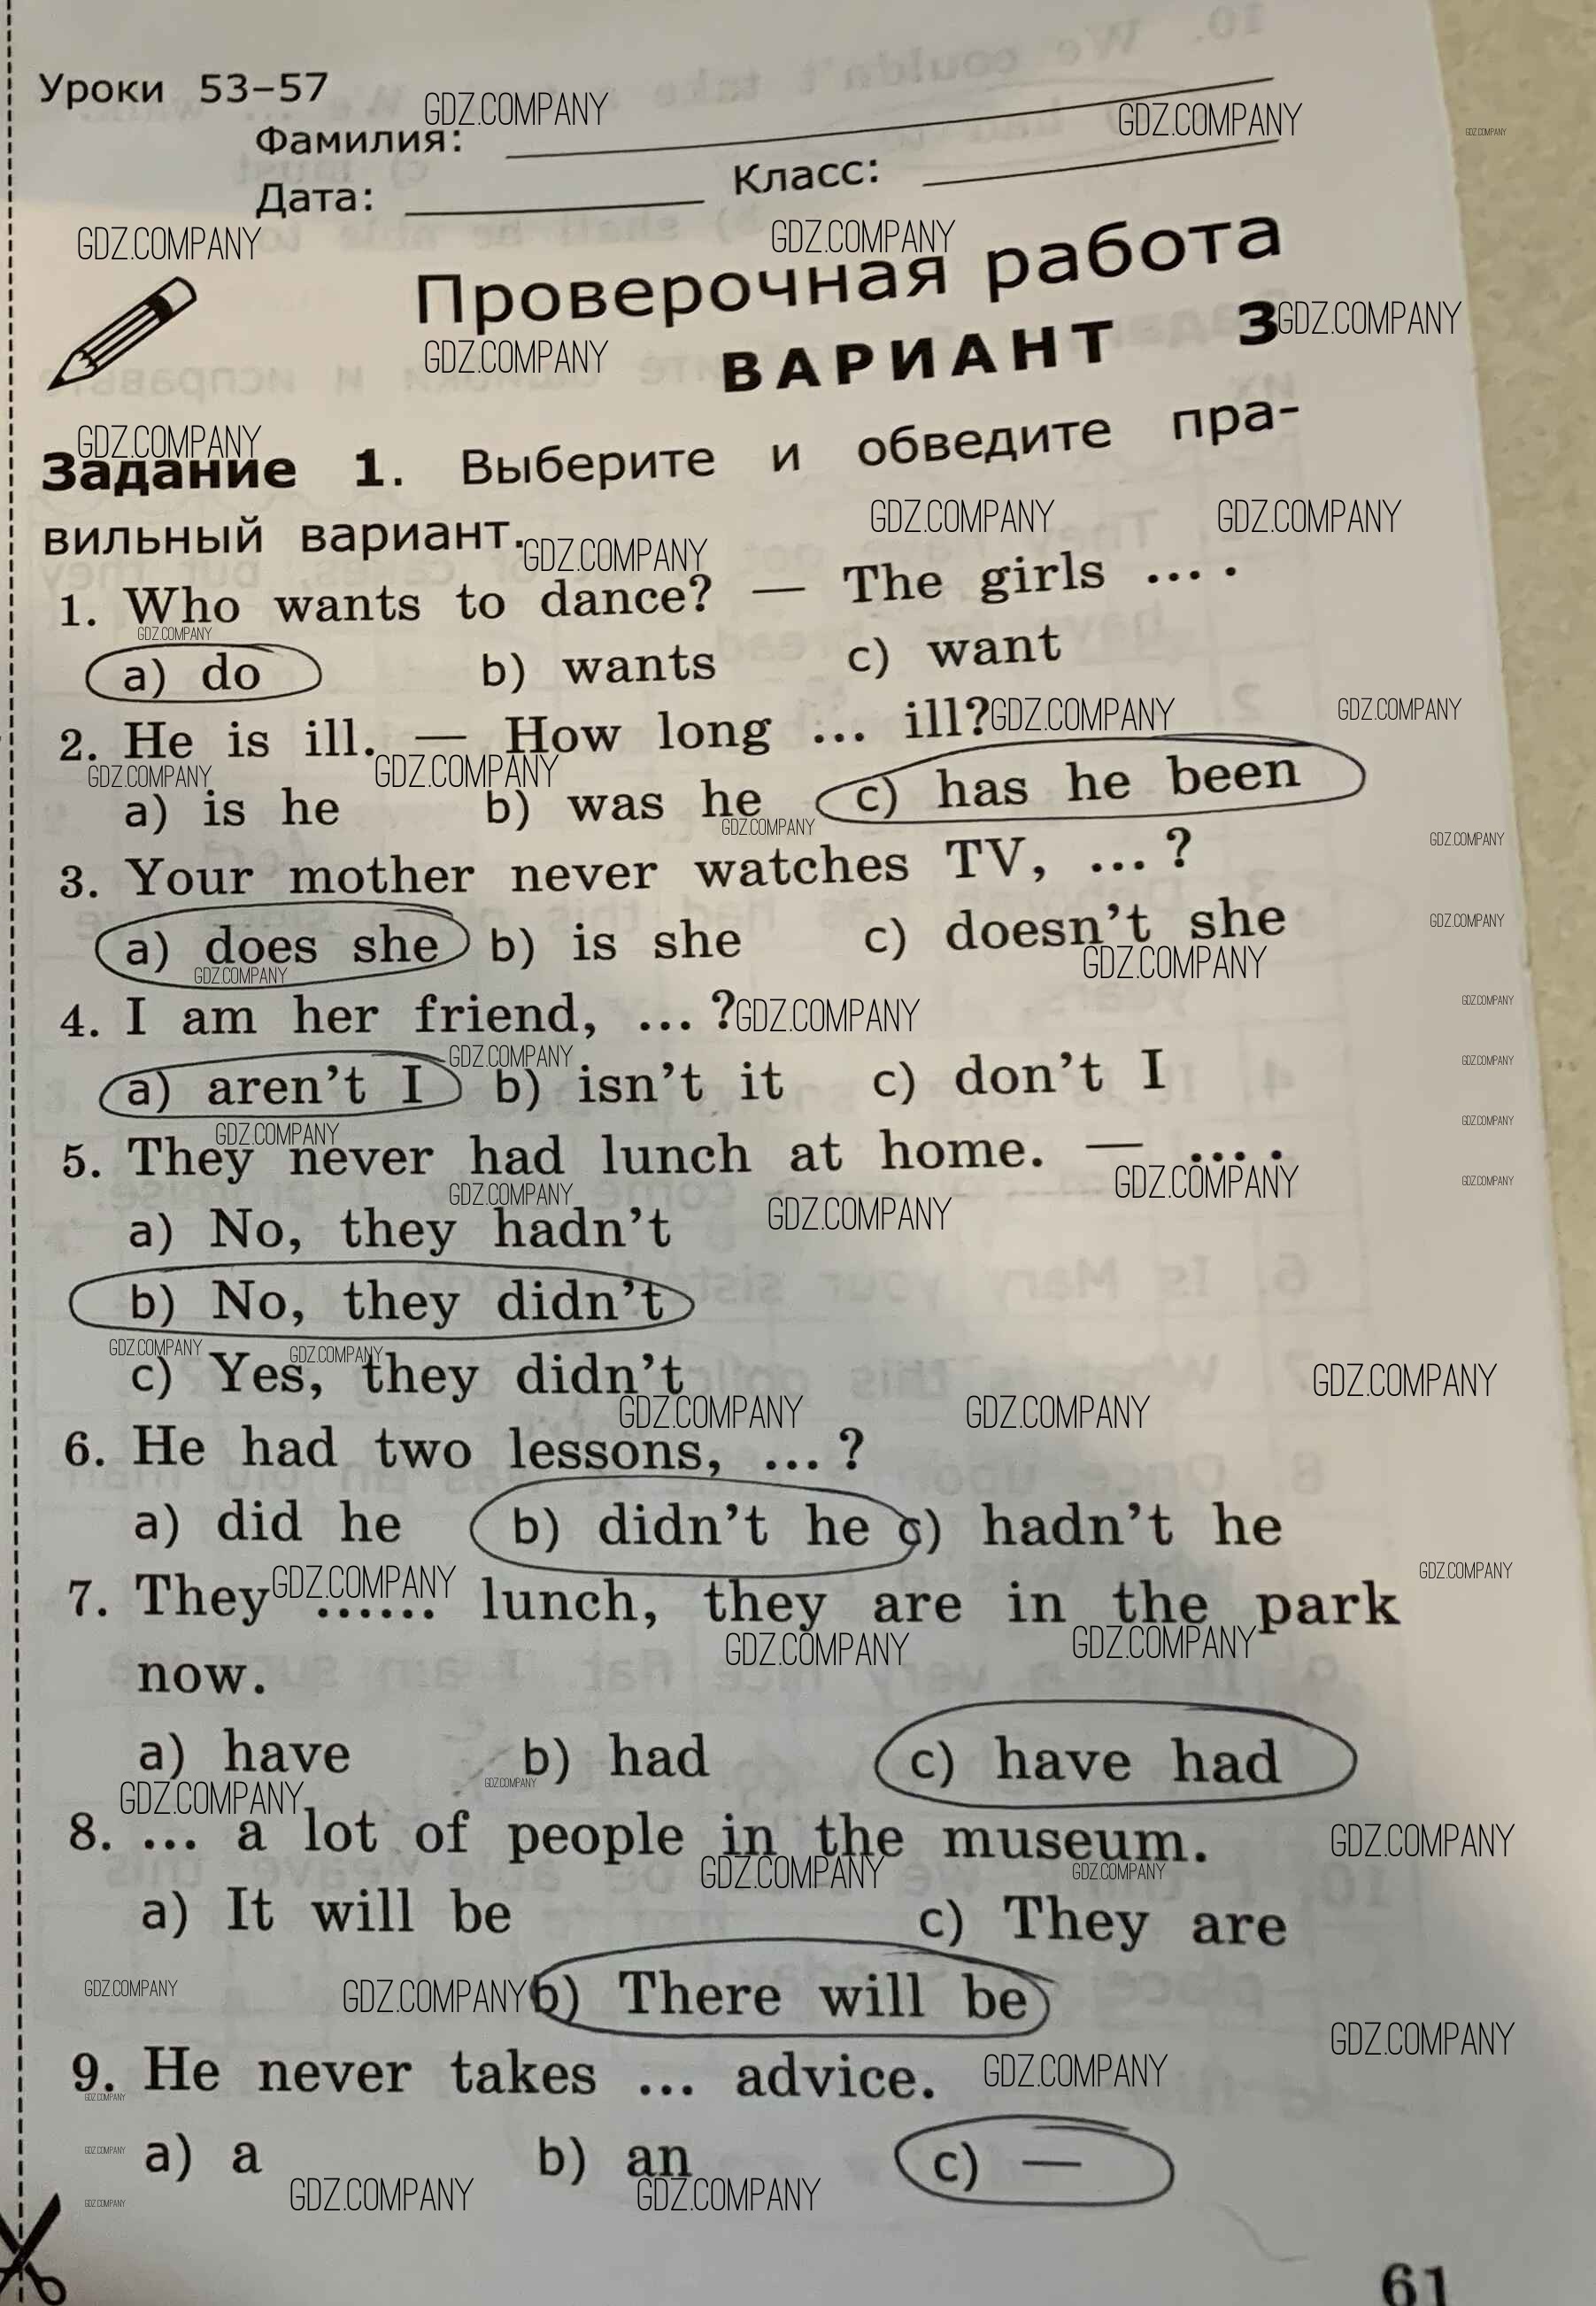 Уроки 53–57
Фамилия:
Дата: Класс:
Проверочная работа
ВАРИАНТ 3
Задание 1. Выберите и обведите пра-
вильный вариант.
1. Who wants to dance? — The girls ... .
a) do b) wants c) want
2. He is ill. — How long ... ill?
a) is he b) was he c) has he been
3. Your mother never watches TV, ... ?
a) does she b) is she c) doesn't she
4. I am her friend, ... ?
a) aren't I b) isn't it c) don't I
5. They never had lunch at home. — ... .
a) No, they hadn't
b) No, they didn't
c) Yes, they didn't
6. He had two lessons, ... ?
a) did he b) didn't he c) hadn't he
7. They ...... lunch, they are in the park
now.
a) have b) had c) have had
8. ... a lot of people in the museum.
a) It will be c) They are
b) There will be
9. He never takes ... advice.
a) a b) an c) —
61
GDZ.COMPANY